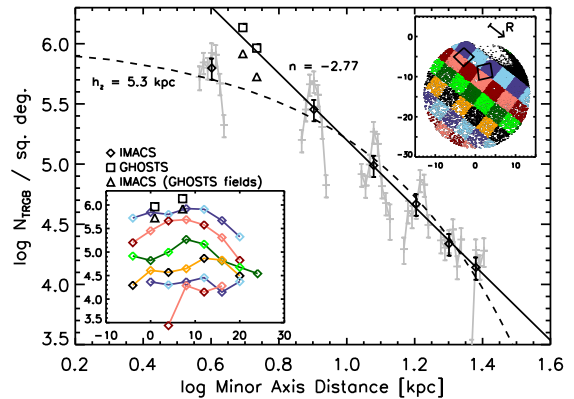 6.0
5.5
5.0
4.5
4.0
3.5
log N_TRGB / sq. deg.
0.2 0.4 0.6 0.8 1.0 1.2 1.4 1.6
log Minor Axis Distance [kpc]
h_z = 5.3 kpc
n = −2.77
IMACS
GHOSTS
IMACS (GHOSTS fields)
6.0
5.5
5.0
4.5
4.0
3.5
−10 0 10 20 30
R
0
−10
−20
−30
−10 0 10